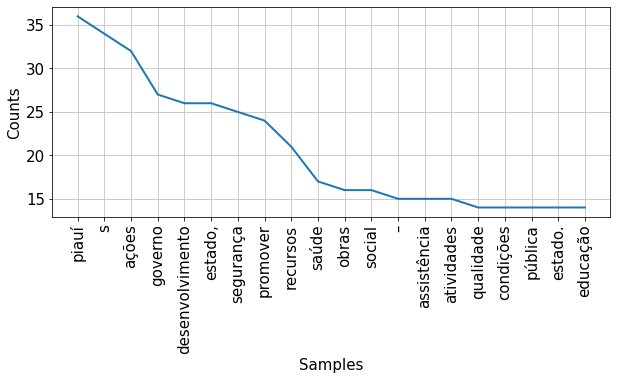 35
30
25
20
15
Counts
piauí
s
ações
governo
desenvolvimento
estado,
segurança
promover
recursos
saúde
obras
social
–
assistência
atividades
qualidade
condições
pública
estado.
educação
Samples